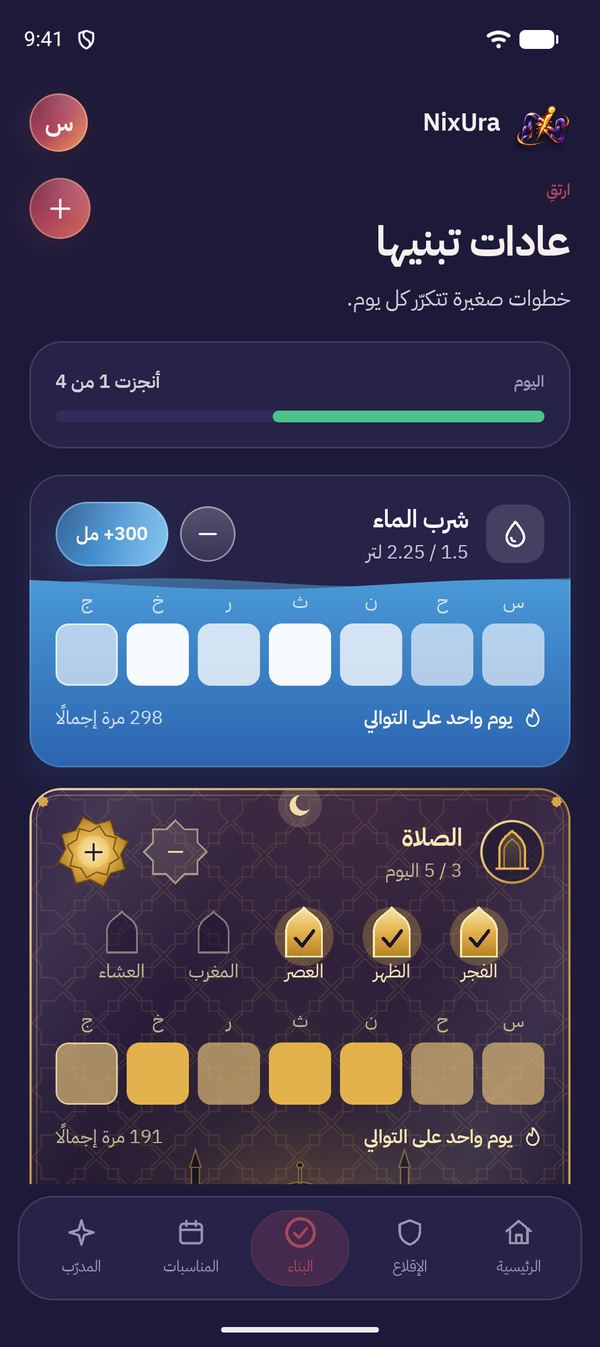 9:41
NixUra
س
ارتقِ
عادات تبنيها
خطوات صغيرة تتكرّر كل يوم.
اليوم
أنجزت 1 من 4
شرب الماء
1.5 / 2.25 لتر
+300 مل
س ح ن ث ر خ ج
يوم واحد على التوالي
298 مرة إجمالًا
الصلاة
3 / 5 اليوم
الفجر الظهر العصر المغرب العشاء
س ح ن ث ر خ ج
يوم واحد على التوالي
191 مرة إجمالًا
الرئيسية الإقلاع البناء المناسبات المدرّب